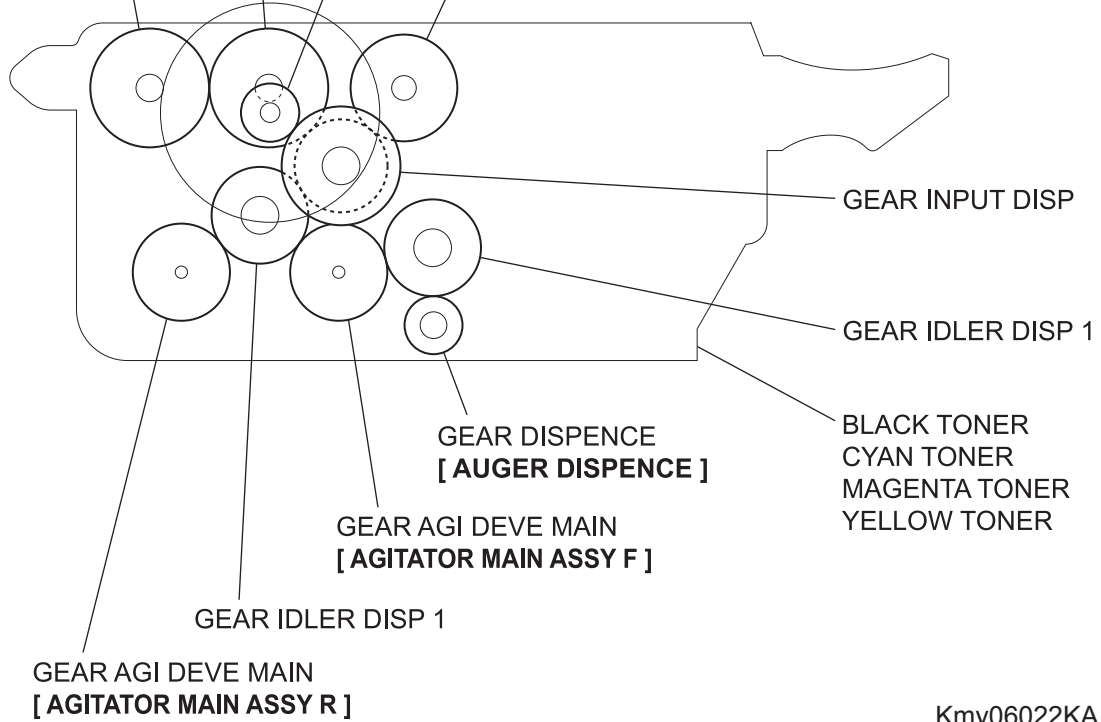 GEAR INPUT DISP
GEAR IDLER DISP 1
BLACK TONER
CYAN TONER
MAGENTA TONER
YELLOW TONER
GEAR DISPENCE
[ AUGER DISPENCE ]
GEAR AGI DEVE MAIN
[ AGITATOR MAIN ASSY F ]
GEAR IDLER DISP 1
GEAR AGI DEVE MAIN
[ AGITATOR MAIN ASSY R ]
Kmy06022KA